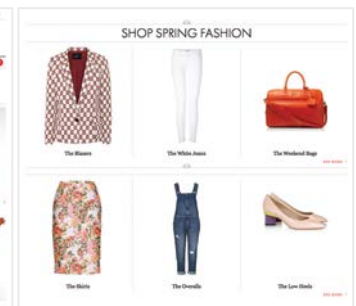 SHOP SPRING FASHION
The Blazers
The White Jeans
The Weekend Bags
The Skirts
The Overalls
The Low Heels